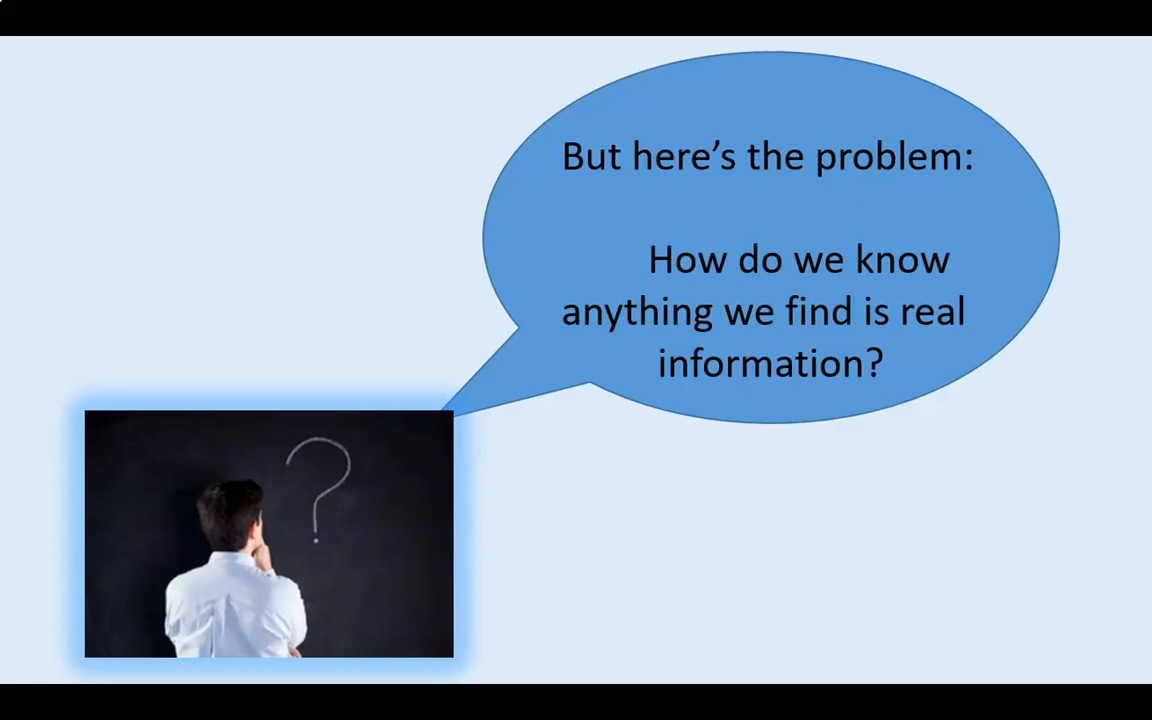 But here’s the problem:
How do we know
anything we find is real
information?
?